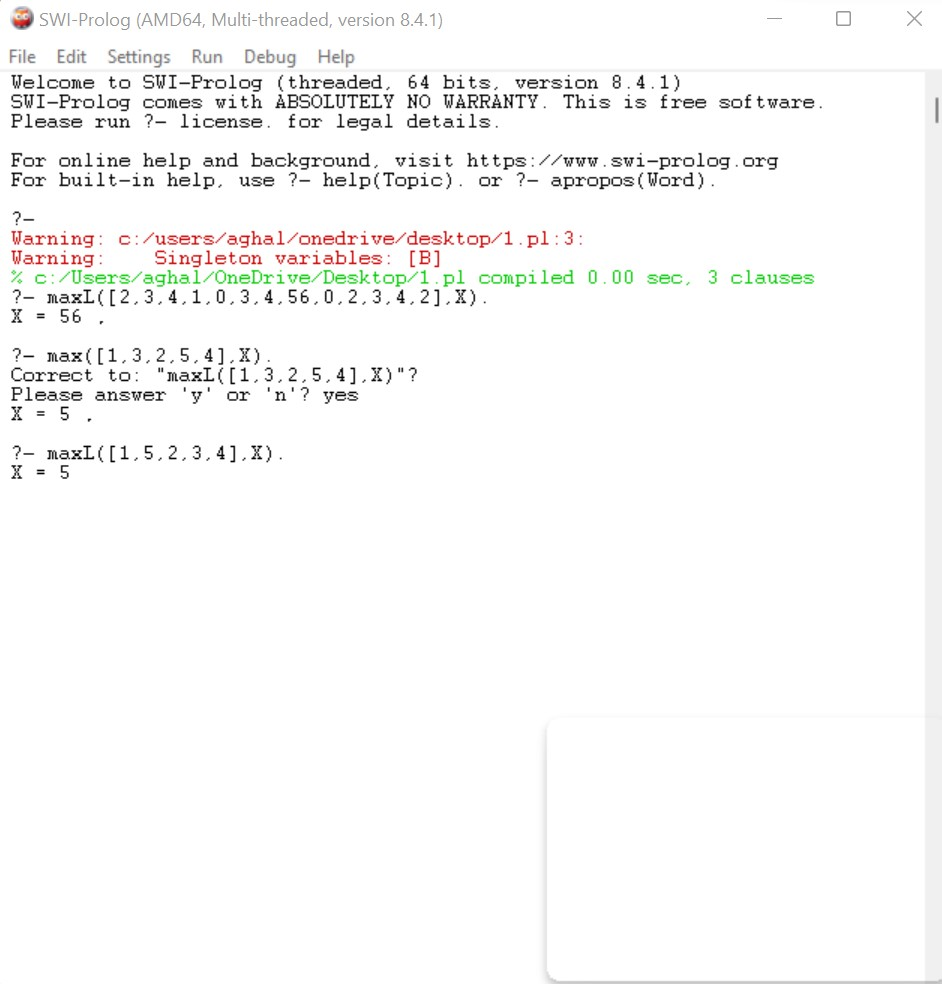 SWI-Prolog (AMD64, Multi-threaded, version 8.4.1)
File Edit Settings Run Debug Help
Welcome to SWI-Prolog (threaded, 64 bits, version 8.4.1)
SWI-Prolog comes with ABSOLUTELY NO WARRANTY. This is free software.
Please run ?- license. for legal details.
For online help and background, visit https://www.swi-prolog.org
For built-in help, use ?- help(Topic). or ?- apropos(Word).
?-
Warning: c:/users/aghal/onedrive/desktop/1.pl:3:
Warning:    Singleton variables: [B]
% c:/Users/aghal/OneDrive/Desktop/1.pl compiled 0.00 sec, 3 clauses
?- maxL([2,3,4,1,0,3,4,56,0,2,3,4,2],X).
X = 56 .
?- max([1,3,2,5,4],X).
Correct to: "maxL([1,3,2,5,4],X)"?
Please answer 'y' or 'n'? yes
X = 5 .
?- maxL([1,5,2,3,4],X).
X = 5